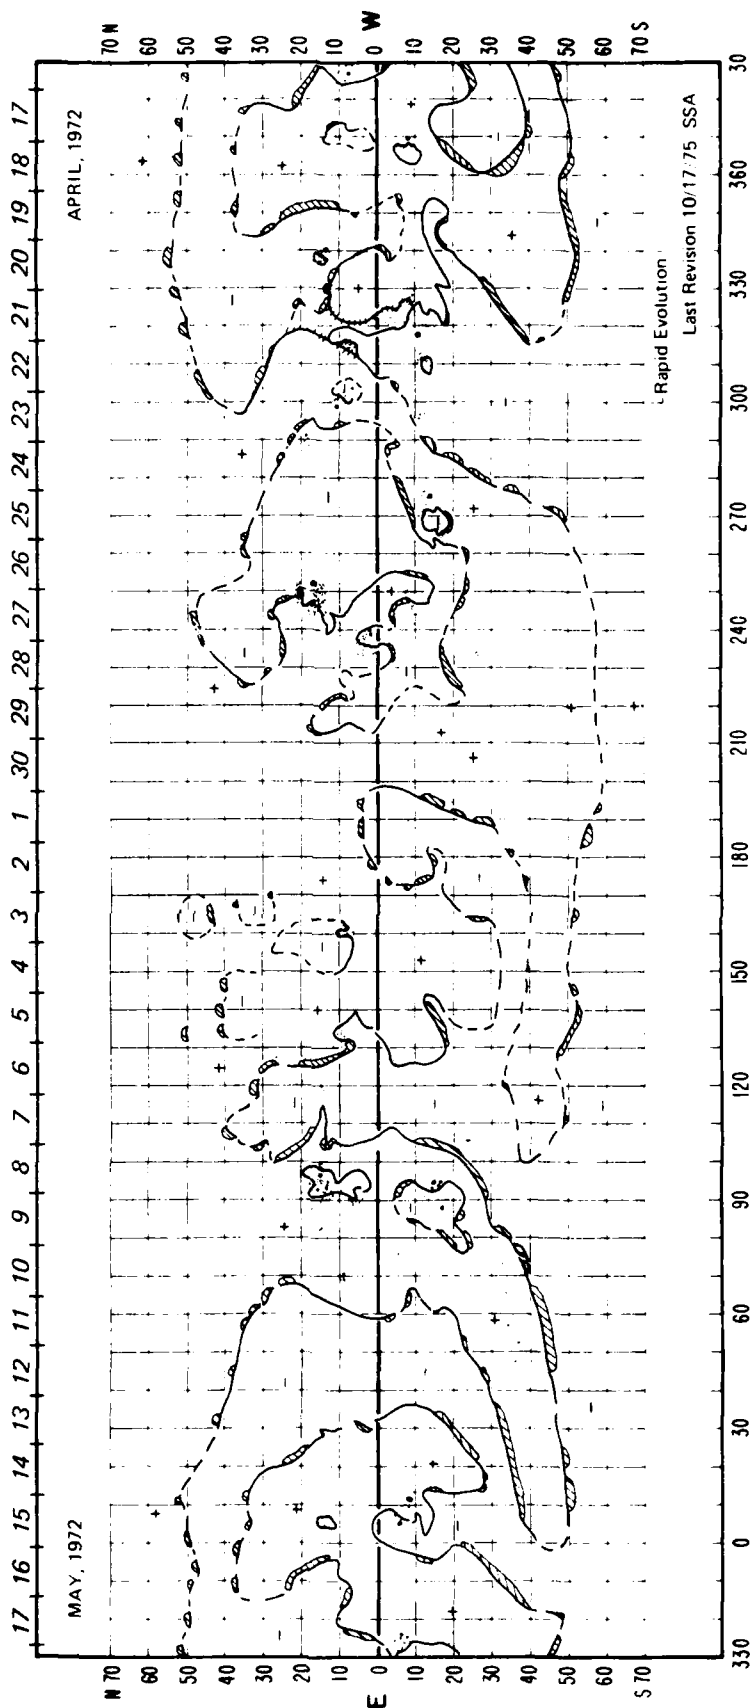 W
70 N 50 40 30 20 10 0 10 20 30 40 50 70 S
APRIL, 1972
MAY, 1972
17 18 19 20 21 22 23 24 25 26 27 28 29 30 1 2 3 4 5 6 7 8 9 10 11 12 13 14 15 16 17
Rapid Evolution
Last Revision 10/17/75 SSA
30 360 330 300 270 240 210 180 150 120 90 60 30 0 330
N 70 50 40 30 20 10 0 10 20 30 40 50 S 70
E